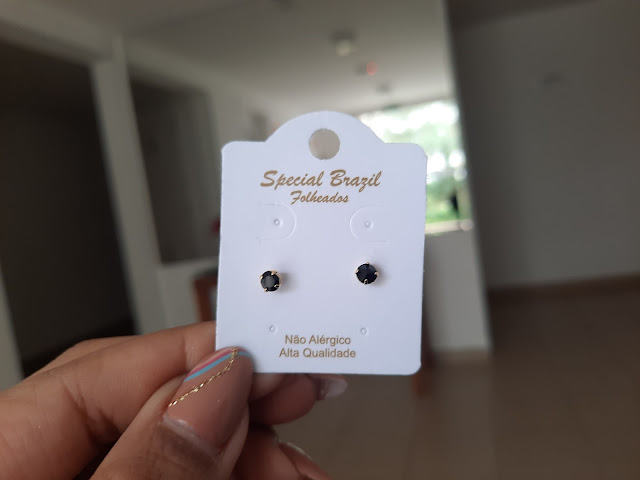 Special Brazil
Folheados
Não Alérgico
Alta Qualidade